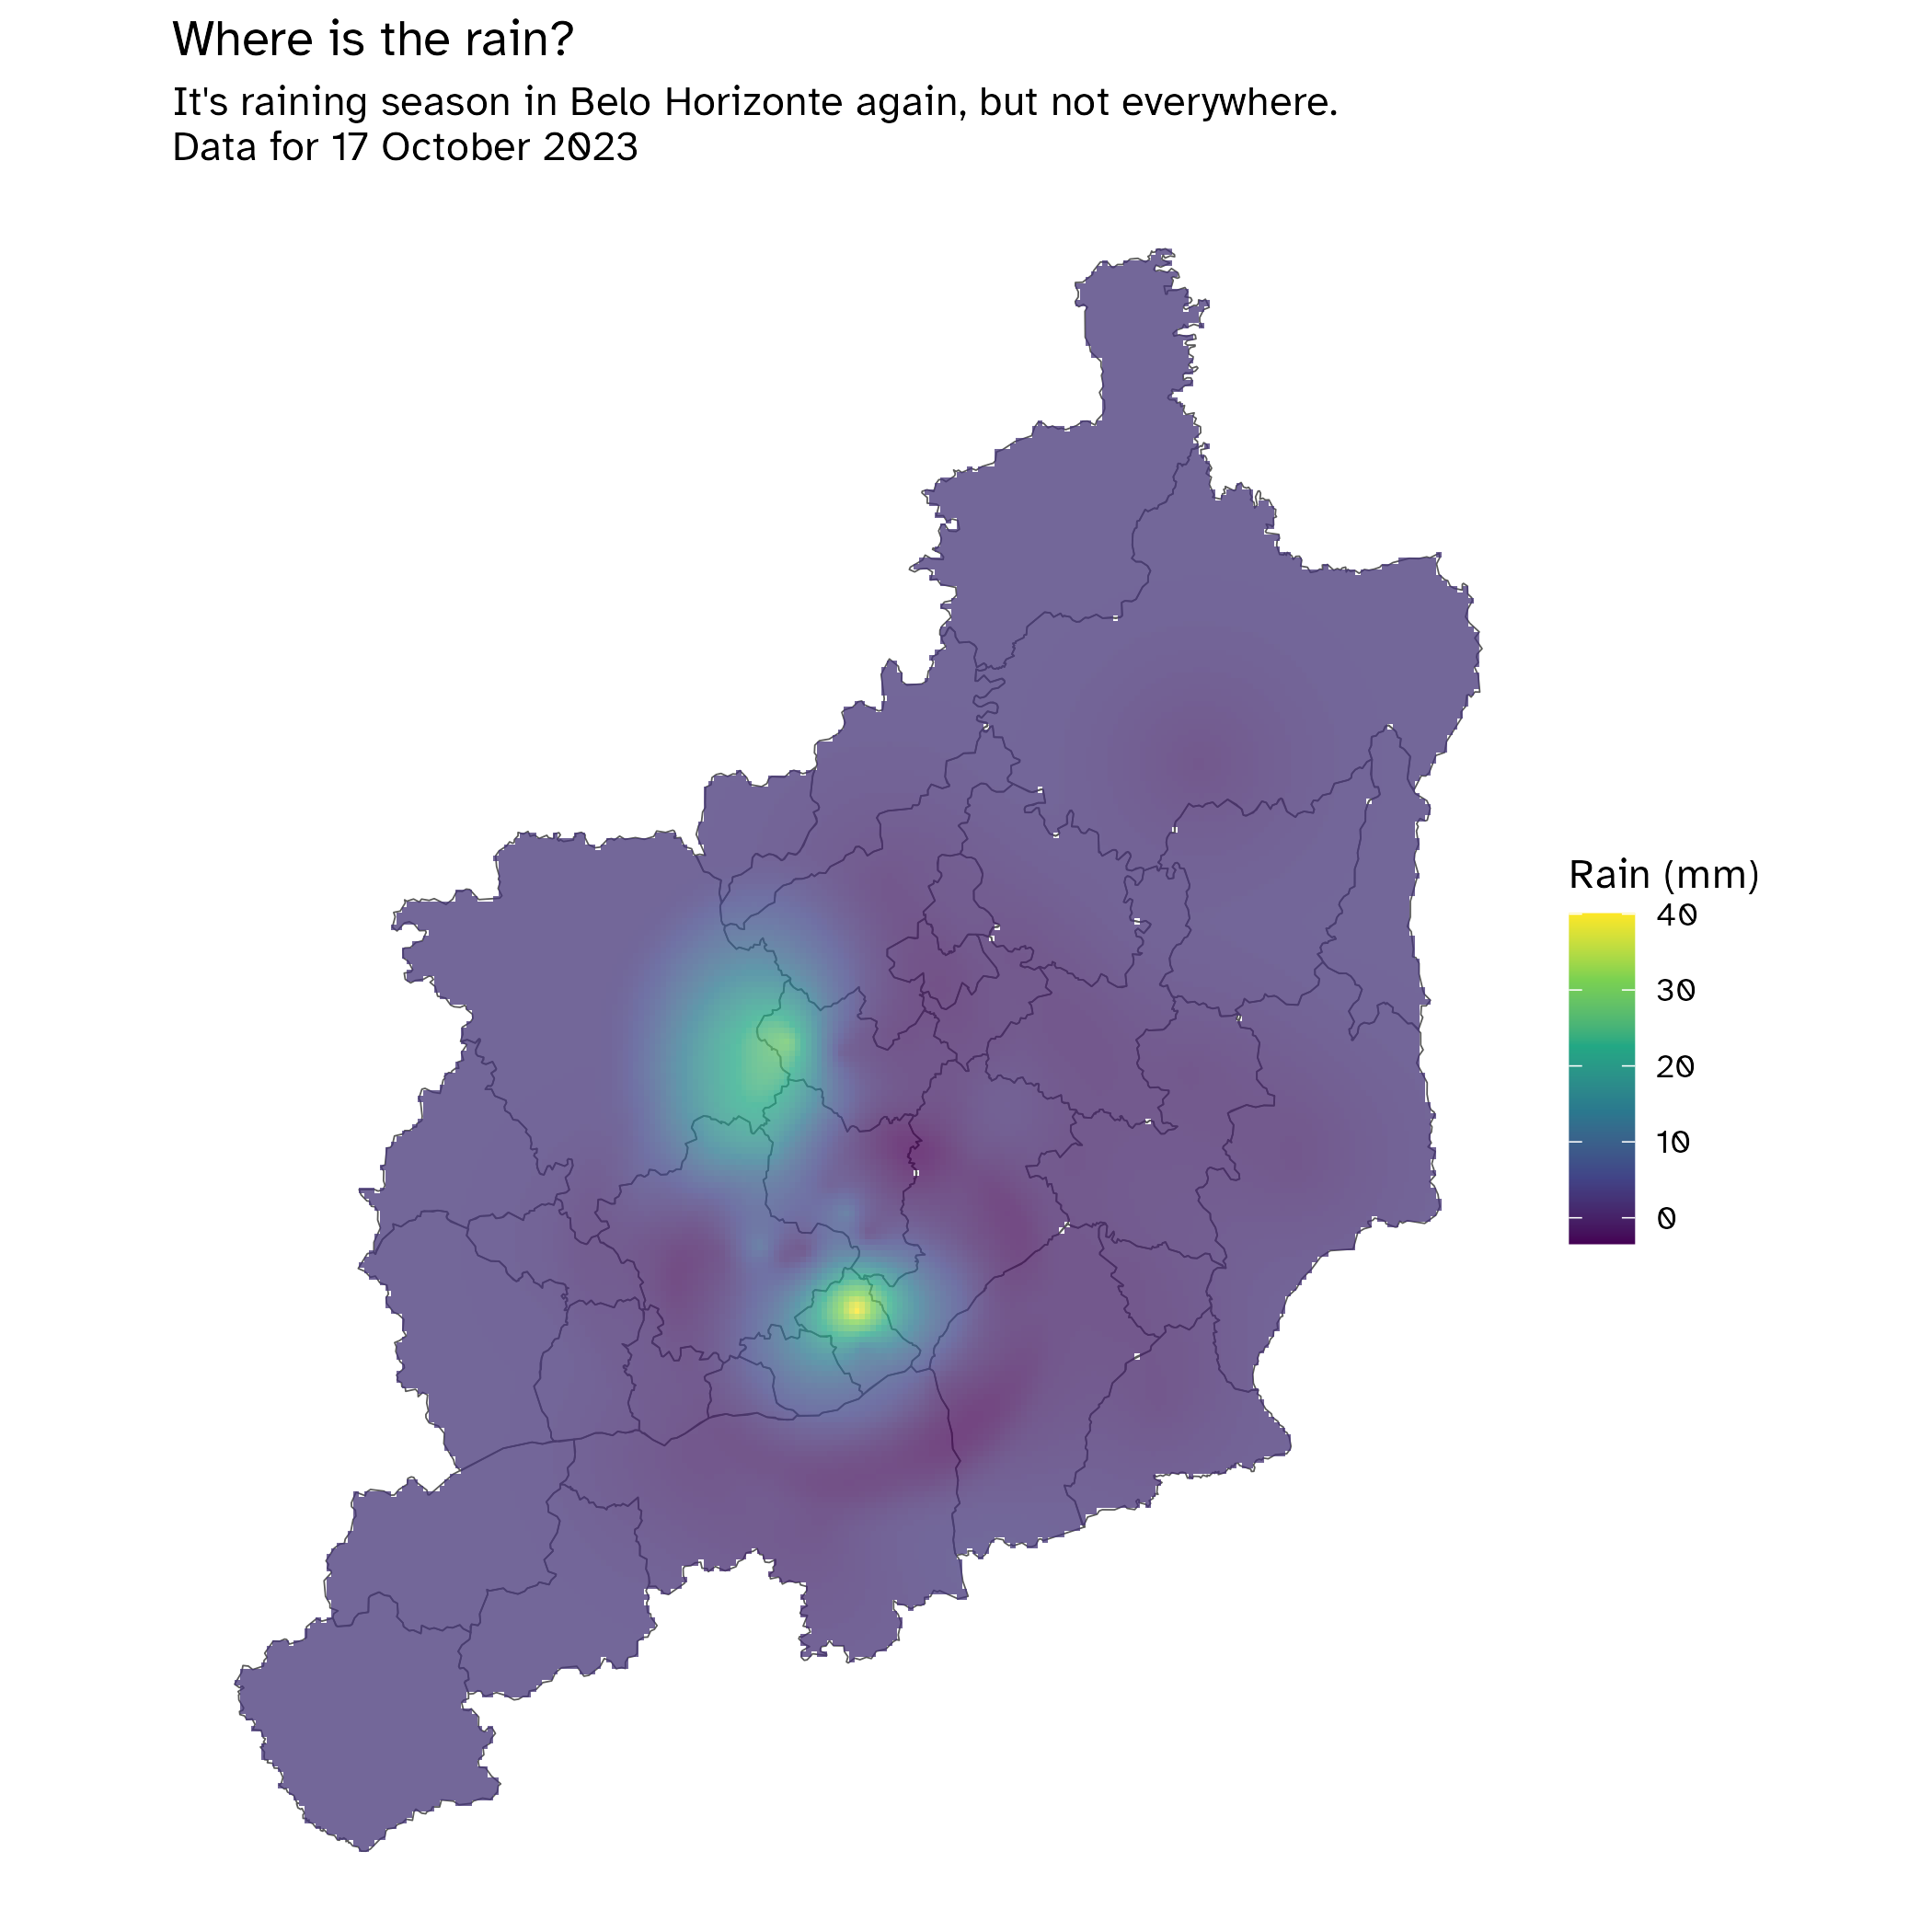 Where is the rain?
It's raining season in Belo Horizonte again, but not everywhere.
Data for 17 October 2023
Rain (mm)
40
30
20
10
0